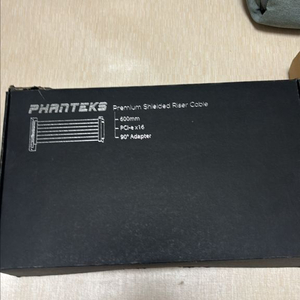 PHANTEKS Premium Shielded Riser Cable
600mm
PCI-e x16
90° Adapter